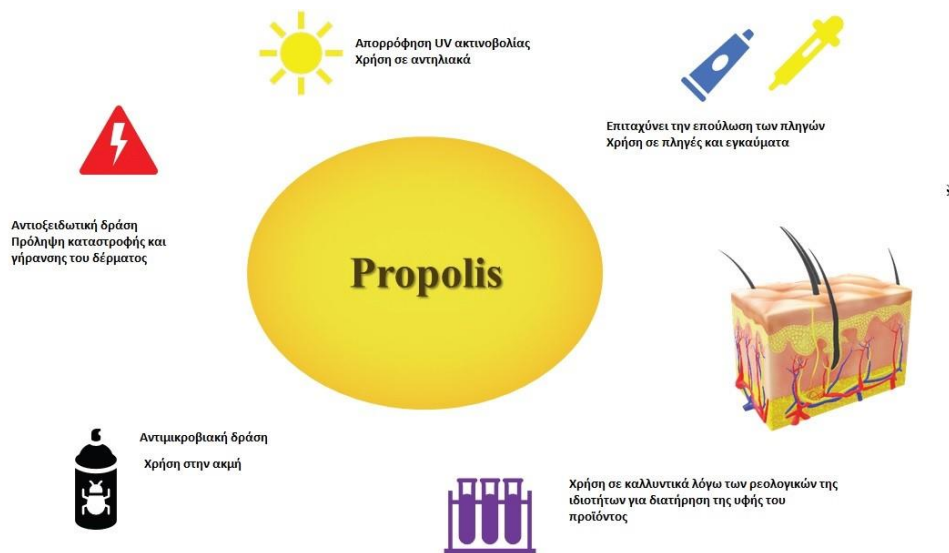 Απορρόφηση UV ακτινοβολίας
Χρήση σε αντηλιακά
Επιταχύνει την επούλωση των πληγών
Χρήση σε πληγές και εγκαύματα
Αντιοξειδωτική δράση
Πρόληψη καταστροφής και
γήρανσης του δέρματος
Propolis
Αντιμικροβιακή δράση
Χρήση στην ακμή
Χρήση σε καλλυντικά λόγω των ρεολογικών της
ιδιοτήτων για διατήρηση της υφής του
προϊόντος